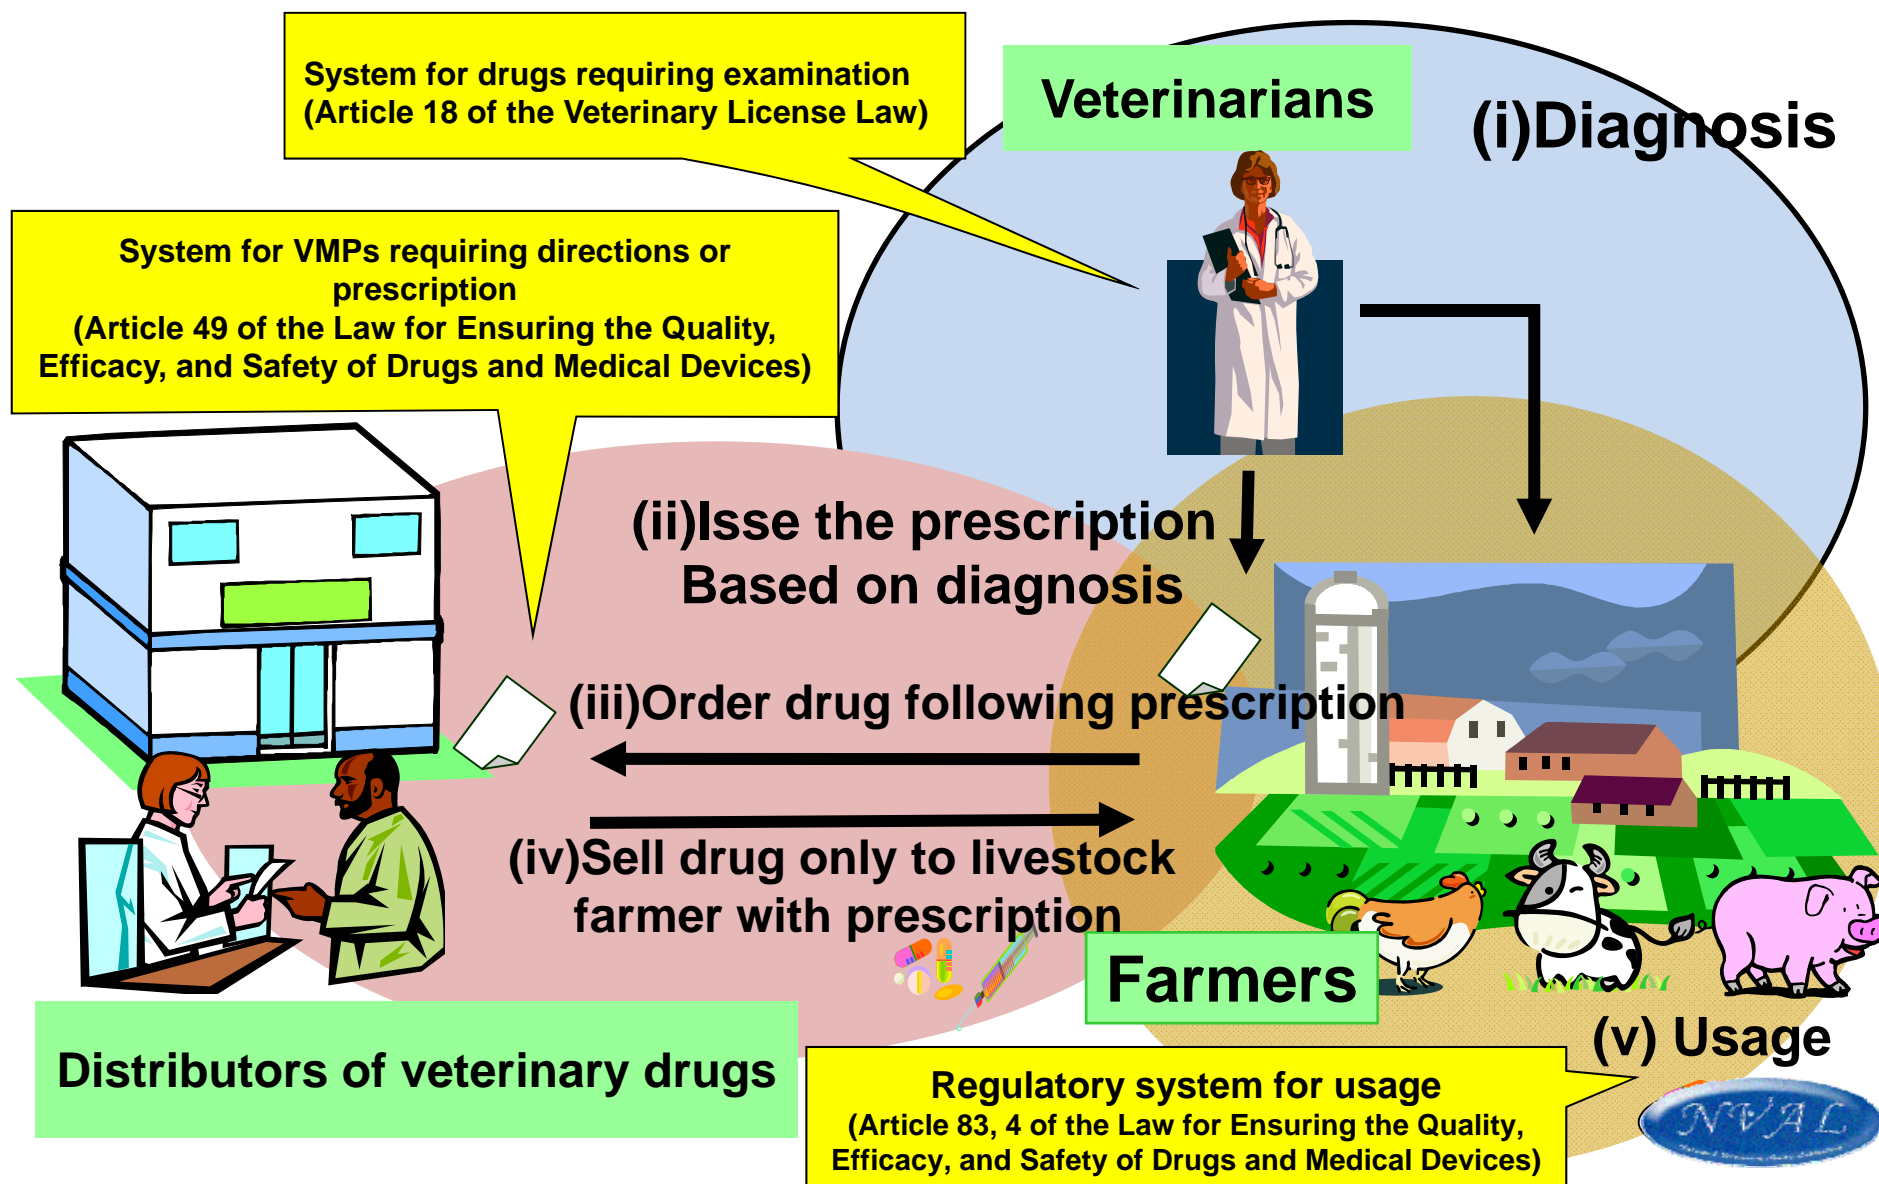 System for drugs requiring examination
(Article 18 of the Veterinary License Law)
Veterinarians
(i)Diagnosis
System for VMPs requiring directions or
prescription
(Article 49 of the Law for Ensuring the Quality,
Efficacy, and Safety of Drugs and Medical Devices)
(ii)Isse the prescription
Based on diagnosis
(iii)Order drug following prescription
(iv)Sell drug only to livestock
farmer with prescription
Farmers
Distributors of veterinary drugs
(v) Usage
Regulatory system for usage
(Article 83, 4 of the Law for Ensuring the Quality,
Efficacy, and Safety of Drugs and Medical Devices)
NVAL